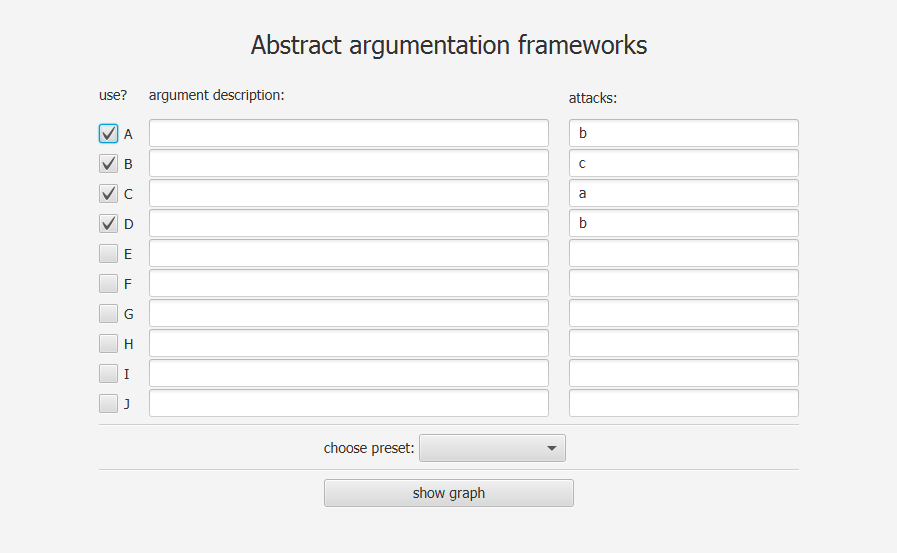 Abstract argumentation frameworks
use? argument description: attacks:
A b
B c
C a
D b
E
F
G
H
I
J
choose preset:
show graph